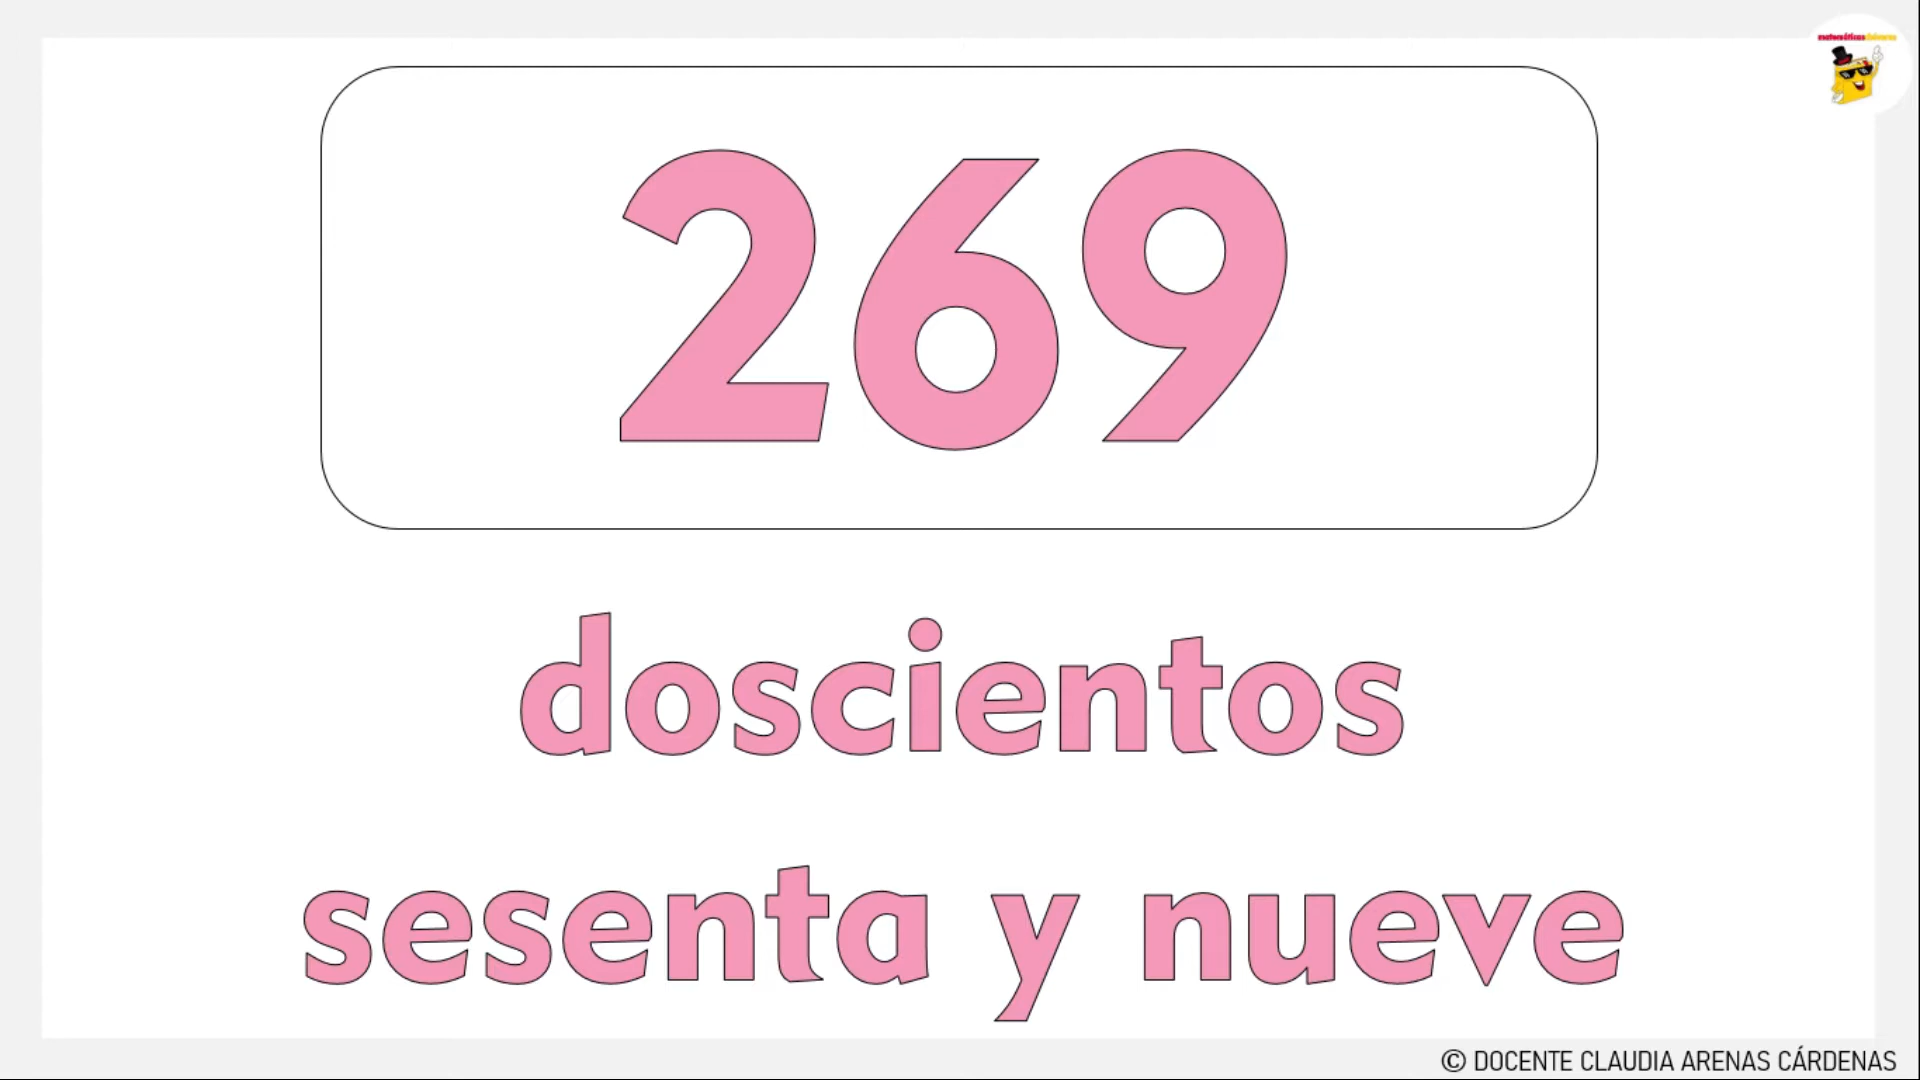 269
doscientos
sesenta y nueve
© DOCENTE CLAUDIA ARENAS CÁRDENAS